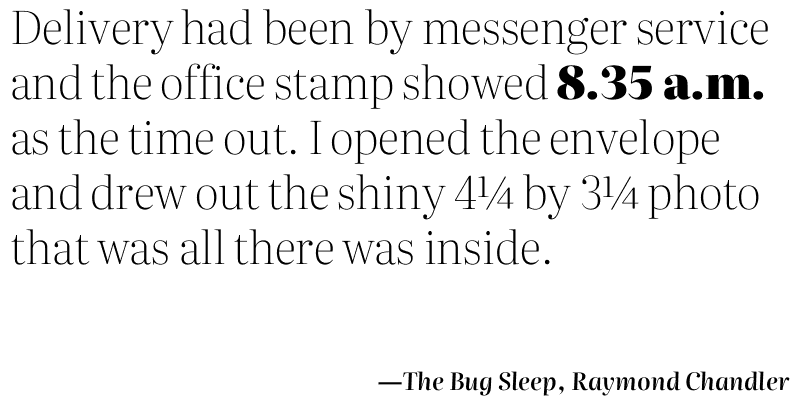 Delivery had been by messenger service
and the office stamp showed 8.35 a.m.
as the time out. I opened the envelope
and drew out the shiny 4¼ by 3¼ photo
that was all there was inside.
—The Bug Sleep, Raymond Chandler